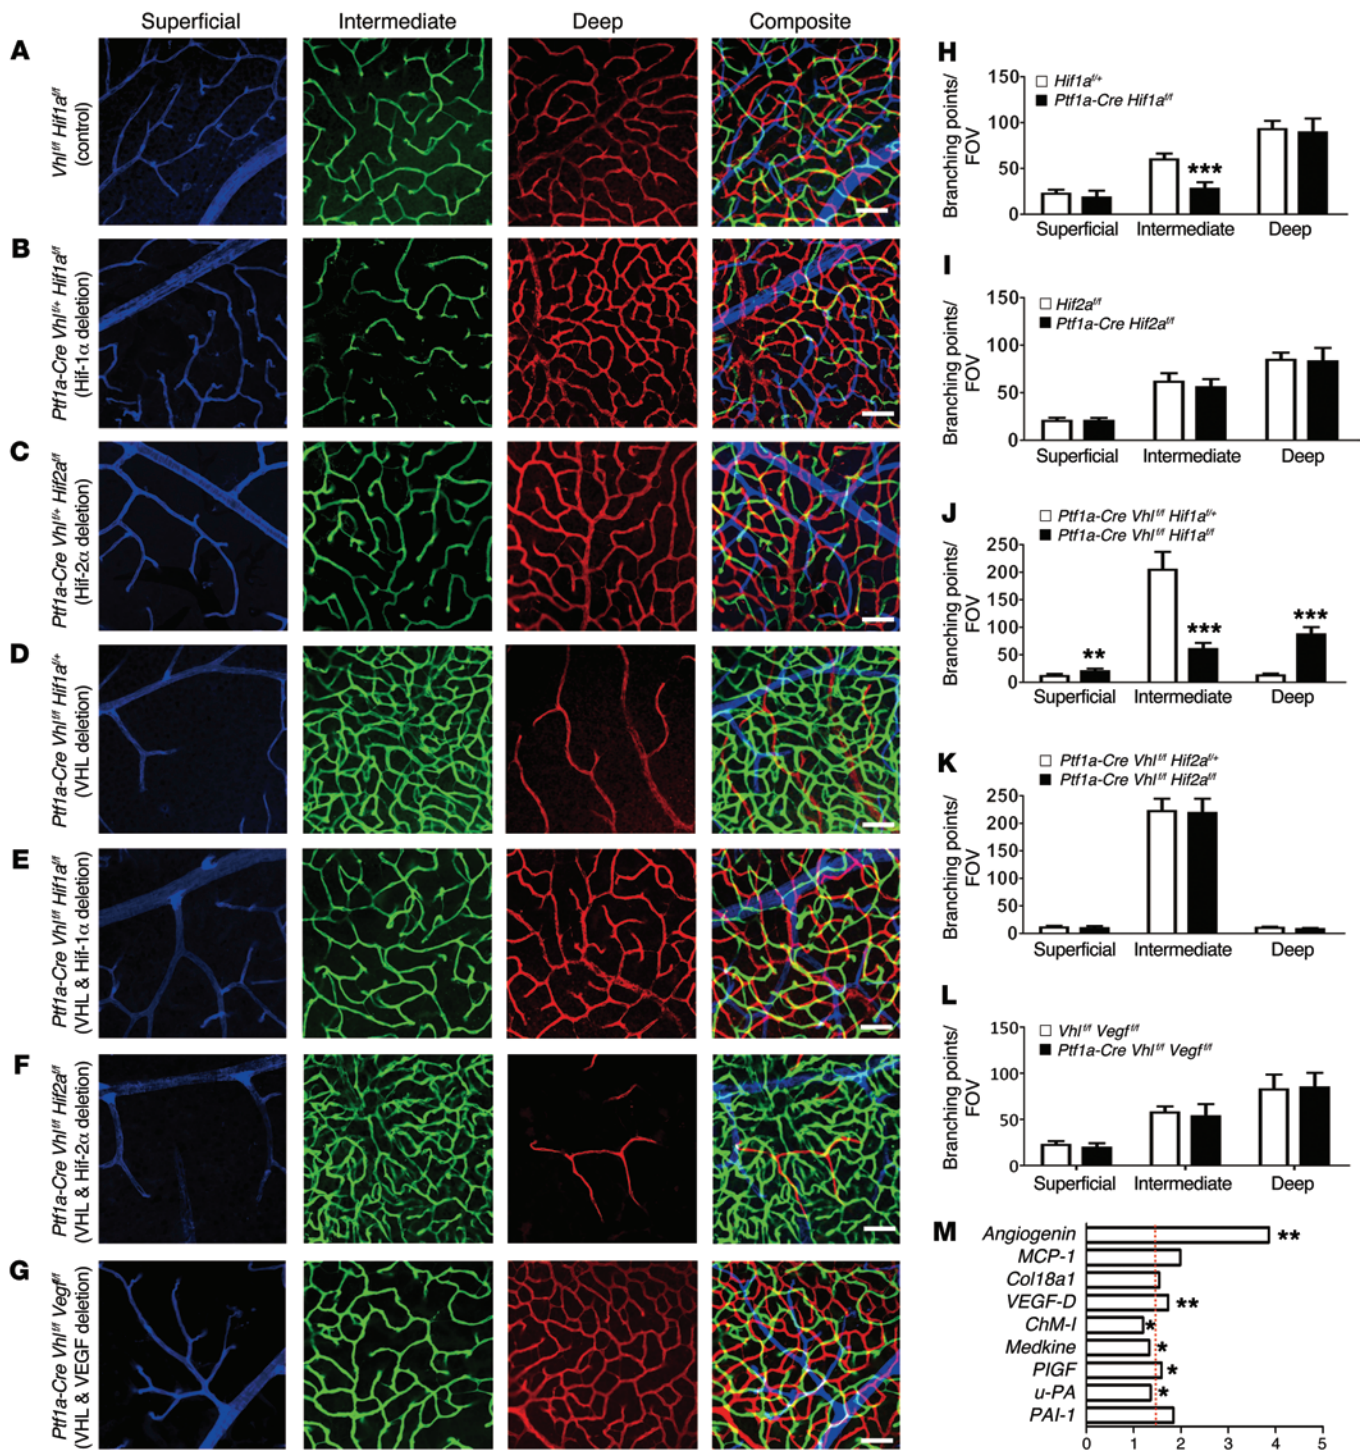 Superficial Intermediate Deep Composite
A
Vhl^f/f Hif1a^f/f
(control)
B
Ptf1a-Cre Vhl^f/+ Hif1a^f/f
(Hif-1α deletion)
C
Ptf1a-Cre Vhl^f/+ Hif2a^f/f
(Hif-2α deletion)
D
Ptf1a-Cre Vhl^f/f Hif1a^f/+
(VHL deletion)
E
Ptf1a-Cre Vhl^f/f Hif1a^f/f
(VHL & Hif-1α deletion)
F
Ptf1a-Cre Vhl^f/f Hif2a^f/f
(VHL & Hif-2α deletion)
G
Ptf1a-Cre Vhl^f/f Vegf^f/f
(VHL & VEGF deletion)
H
Branching points/
FOV
150
100
50
0
Hif1a^f/+
Ptf1a-Cre Hif1a^f/f
***
Superficial Intermediate Deep
I
Branching points/
FOV
150
100
50
0
Hif2a^f/f
Ptf1a-Cre Hif2a^f/f
Superficial Intermediate Deep
J
Ptf1a-Cre Vhl^f/f Hif1a^f/+
Ptf1a-Cre Vhl^f/f Hif1a^f/f
Branching points/
FOV
250
200
150
100
50
0
** *** ***
Superficial Intermediate Deep
K
Ptf1a-Cre Vhl^f/f Hif2a^f/+
Ptf1a-Cre Vhl^f/f Hif2a^f/f
Branching points/
FOV
250
200
150
100
50
0
Superficial Intermediate Deep
L
Branching points/
FOV
150
100
50
0
Vhl^f/f Vegf^f/f
Ptf1a-Cre Vhl^f/f Vegf^f/f
Superficial Intermediate Deep
M
Angiogenin **
MCP-1
Col18a1
VEGF-D **
ChM-I *
Medkine *
PlGF *
u-PA *
PAI-1
0 1 2 3 4 5